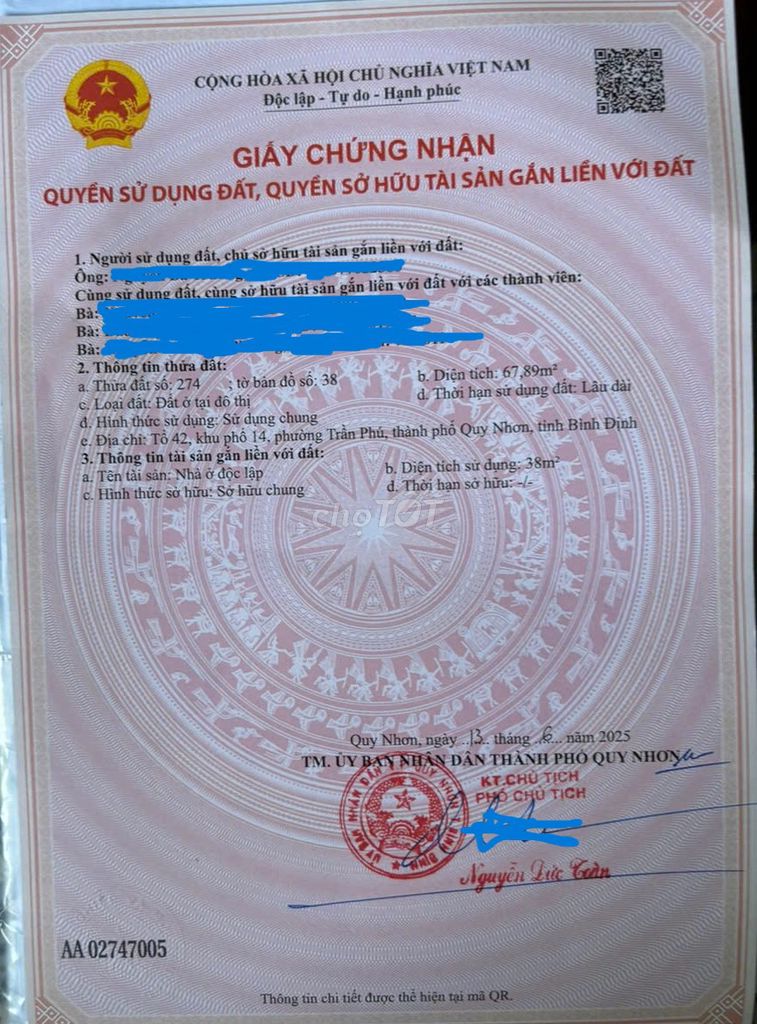 CỘNG HÒA XÃ HỘI CHỦ NGHĨA VIỆT NAM
Độc lập - Tự do - Hạnh phúc
GIẤY CHỨNG NHẬN
QUYỀN SỬ DỤNG ĐẤT, QUYỀN SỞ HỮU TÀI SẢN GẮN LIỀN VỚI ĐẤT
1. Người sử dụng đất, chủ sở hữu tài sản gắn liền với đất:
Ông:
Cùng sử dụng đất, cùng sở hữu tài sản gắn liền với đất với các thành viên:
Bà:
Bà:
Bà:
2. Thông tin thửa đất:
a. Thửa đất số: 274 ; tờ bản đồ số: 38 b. Diện tích: 67,89m²
c. Loại đất: Đất ở tại đô thị d. Thời hạn sử dụng đất: Lâu dài
đ. Hình thức sử dụng: Sử dụng chung
e. Địa chỉ: Tổ 42, khu phố 14, phường Trần Phú, thành phố Quy Nhơn, tỉnh Bình Định
3. Thông tin tài sản gắn liền với đất:
a. Tên tài sản: Nhà ở độc lập b. Diện tích sử dụng: 38m²
c. Hình thức sở hữu: Sở hữu chung d. Thời hạn sở hữu: -/-
chợTỐT
Quy Nhơn, ngày ..13.. tháng ..6... năm 2025
TM. ỦY BAN NHÂN DÂN THÀNH PHỐ QUY NHƠN
KT.CHỦ TỊCH
PHÓ CHỦ TỊCH
Nguyễn Đức Toàn
AA 02747005
Thông tin chi tiết được thể hiện tại mã QR.